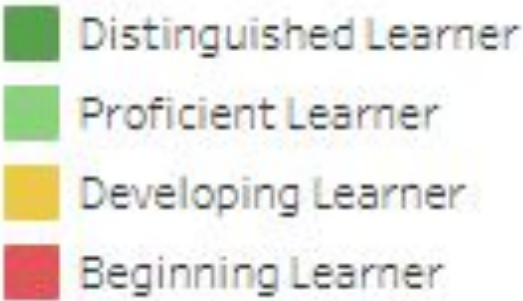 Distinguished Learner
Proficient Learner
Developing Learner
Beginning Learner